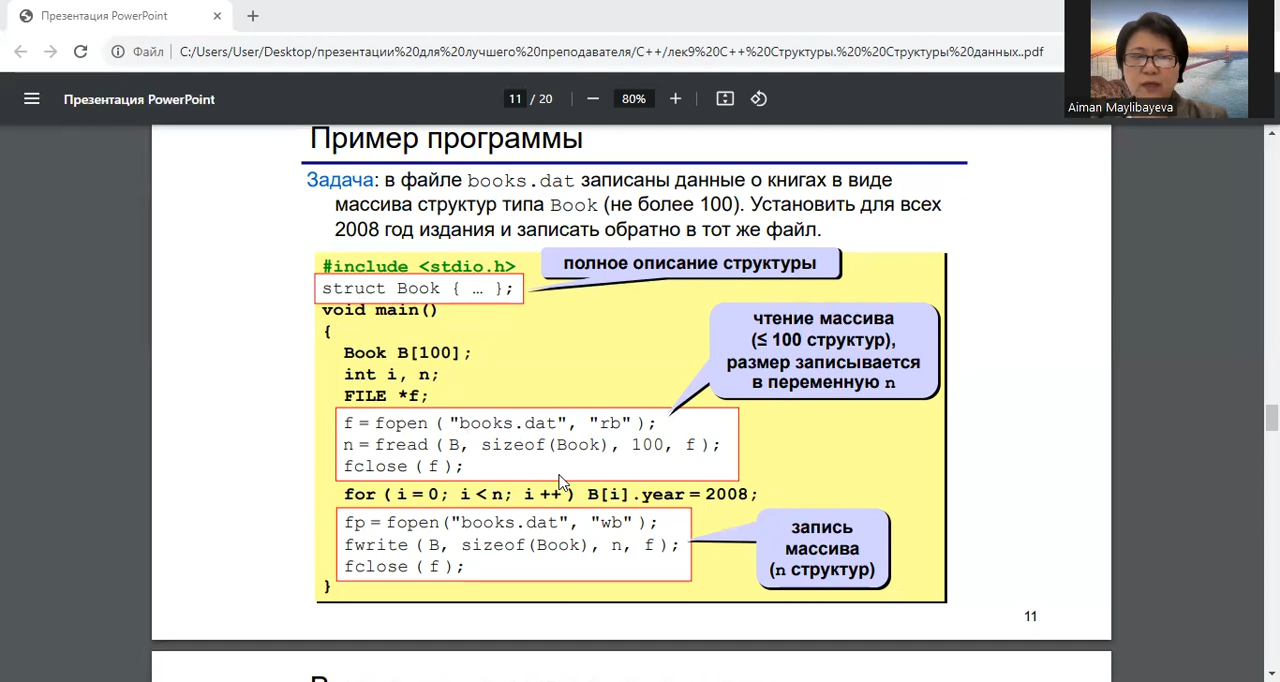 Презентация PowerPoint
Файл
C:/Users/User/Desktop/презентации%20для%20лучшего%20преподавателя/C++/лек9%20C++%20Структуры.%20%20Структуры%20данных..pdf
Aiman Maylibayeva
Презентация PowerPoint
11 / 20
80%
Пример программы
Задача: в файле books.dat записаны данные о книгах в виде
массива структур типа Book (не более 100). Установить для всех
2008 год издания и записать обратно в тот же файл.
#include <stdio.h>
полное описание структуры
struct Book { … };
void main()
{
Book B[100];
int i, n;
FILE *f;
чтение массива
(≤ 100 структур),
размер записывается
в переменную n
f = fopen ( "books.dat", "rb" );
n = fread ( B, sizeof(Book), 100, f );
fclose ( f );
for ( i = 0; i < n; i ++ ) B[i].year = 2008;
fp = fopen("books.dat", "wb" );
fwrite ( B, sizeof(Book), n, f );
fclose ( f );
запись
массива
(n структур)
}
11